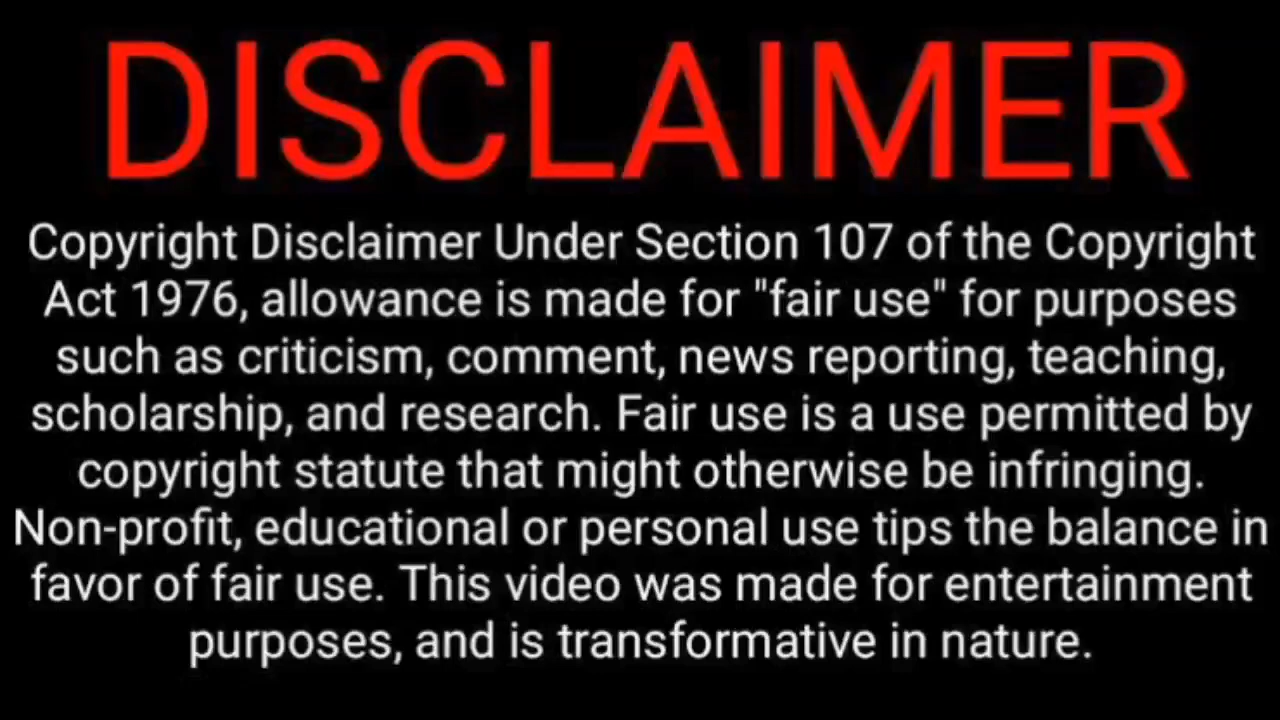 DISCLAIMER
Copyright Disclaimer Under Section 107 of the Copyright
Act 1976, allowance is made for "fair use" for purposes
such as criticism, comment, news reporting, teaching,
scholarship, and research. Fair use is a use permitted by
copyright statute that might otherwise be infringing.
Non-profit, educational or personal use tips the balance in
favor of fair use. This video was made for entertainment
purposes, and is transformative in nature.